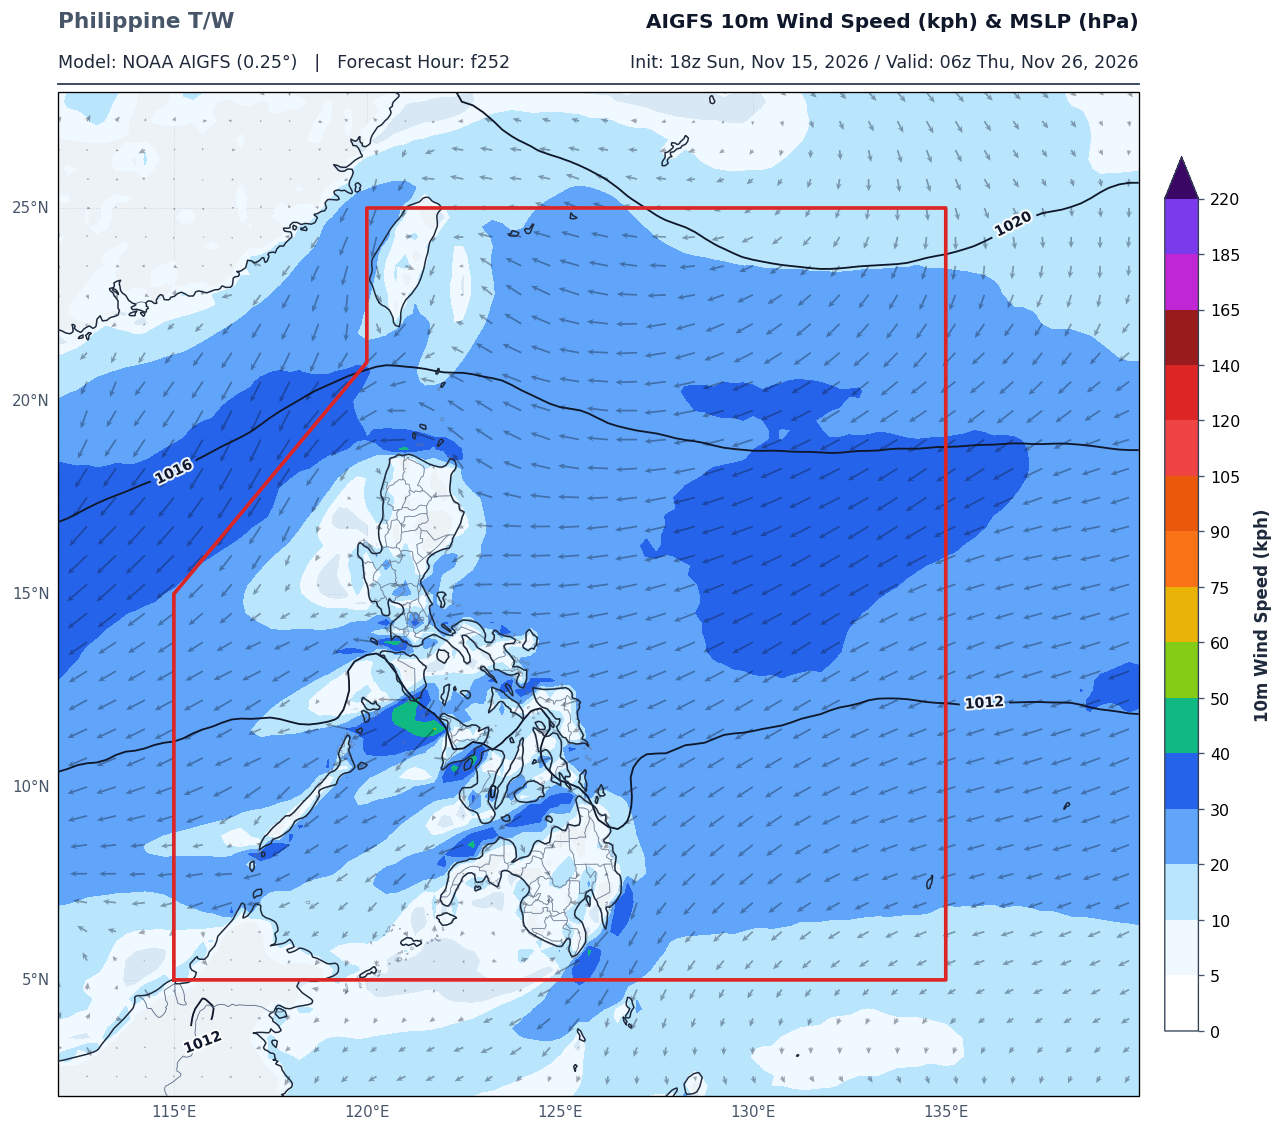 Philippine T/W
AIGFS 10m Wind Speed (kph) & MSLP (hPa)
Model: NOAA AIGFS (0.25°) | Forecast Hour: f252
Init: 18z Sun, Nov 15, 2026 / Valid: 06z Thu, Nov 26, 2026
25°N
20°N
15°N
10°N
5°N
115°E
120°E
125°E
130°E
135°E
1020
1016
1012
1012
220
185
165
140
120
105
90
75
60
50
40
30
20
10
5
0
10m Wind Speed (kph)